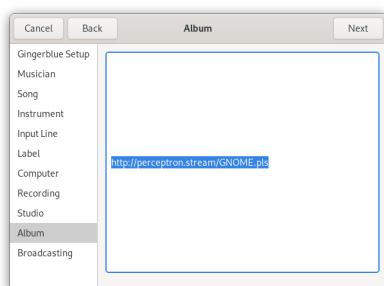 Cancel Back Album Next
Gingerblue Setup
Musician
Song
Instrument
Input Line
Label
Computer
Recording
Studio
Album
Broadcasting
http://perceptron.stream/GNOME.pls